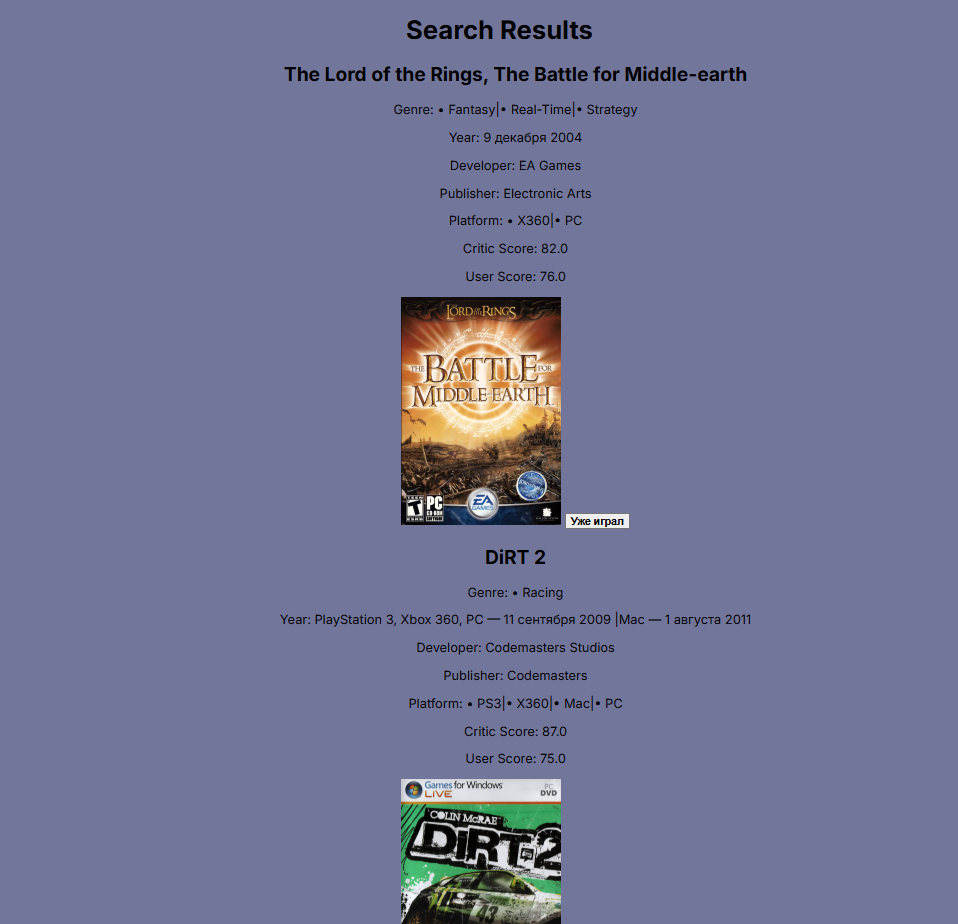 Search Results
The Lord of the Rings, The Battle for Middle-earth
Genre: • Fantasy|• Real-Time|• Strategy
Year: 9 декабря 2004
Developer: EA Games
Publisher: Electronic Arts
Platform: • X360|• PC
Critic Score: 82.0
User Score: 76.0
THE LORD OF THE RINGS
THE BATTLE FOR
MIDDLE-EARTH
TEEN
T
ESRB
PC
CD-ROM
SOFTWARE
EA
GAMES
Уже играл
DiRT 2
Genre: • Racing
Year: PlayStation 3, Xbox 360, PC — 11 сентября 2009 |Mac — 1 августа 2011
Developer: Codemasters Studios
Publisher: Codemasters
Platform: • PS3|• X360|• Mac|• PC
Critic Score: 87.0
User Score: 75.0
Games for Windows
LIVE
PC
DVD
COLIN McRAE
DiRT 2
43